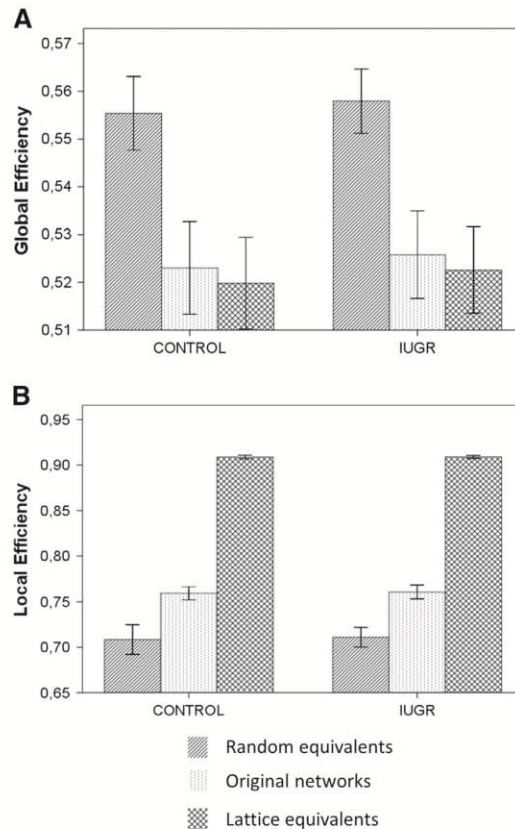 A
Global Efficiency
0,57
0,56
0,55
0,54
0,53
0,52
0,51
CONTROL IUGR
B
Local Efficiency
0,95
0,90
0,85
0,80
0,75
0,70
0,65
CONTROL IUGR
Random equivalents
Original networks
Lattice equivalents